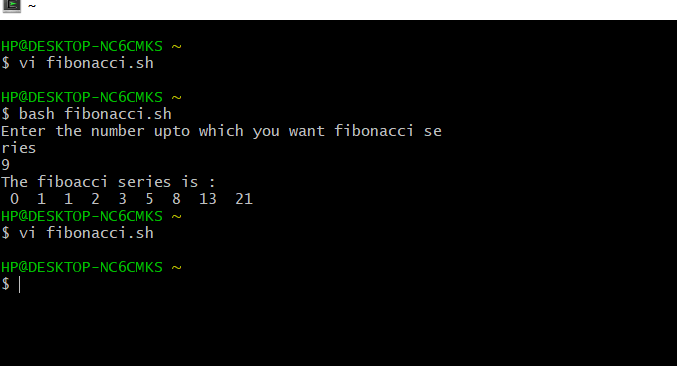 ~
HP@DESKTOP-NC6CMKS ~
$ vi fibonacci.sh
HP@DESKTOP-NC6CMKS ~
$ bash fibonacci.sh
Enter the number upto which you want fibonacci se
ries
9
The fiboacci series is :
0  1  1  2  3  5  8  13  21
HP@DESKTOP-NC6CMKS ~
$ vi fibonacci.sh
HP@DESKTOP-NC6CMKS ~
$